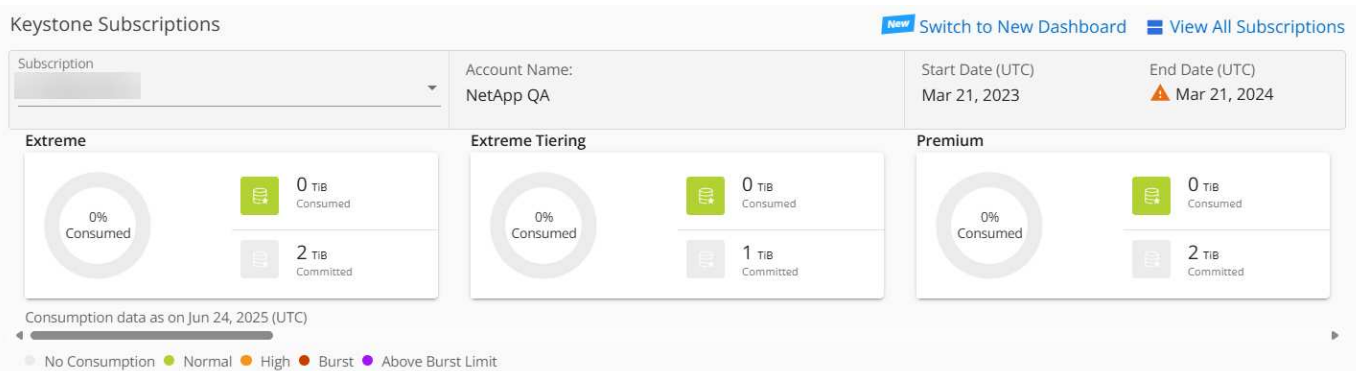 Keystone Subscriptions
New Switch to New Dashboard View All Subscriptions
Subscription
Account Name:
NetApp QA
Start Date (UTC)
Mar 21, 2023
End Date (UTC)
Mar 21, 2024
Extreme
0%
Consumed
0 TiB
Consumed
2 TiB
Committed
Extreme Tiering
0%
Consumed
0 TiB
Consumed
1 TiB
Committed
Premium
0%
Consumed
0 TiB
Consumed
2 TiB
Committed
Consumption data as on Jun 24, 2025 (UTC)
No Consumption Normal High Burst Above Burst Limit